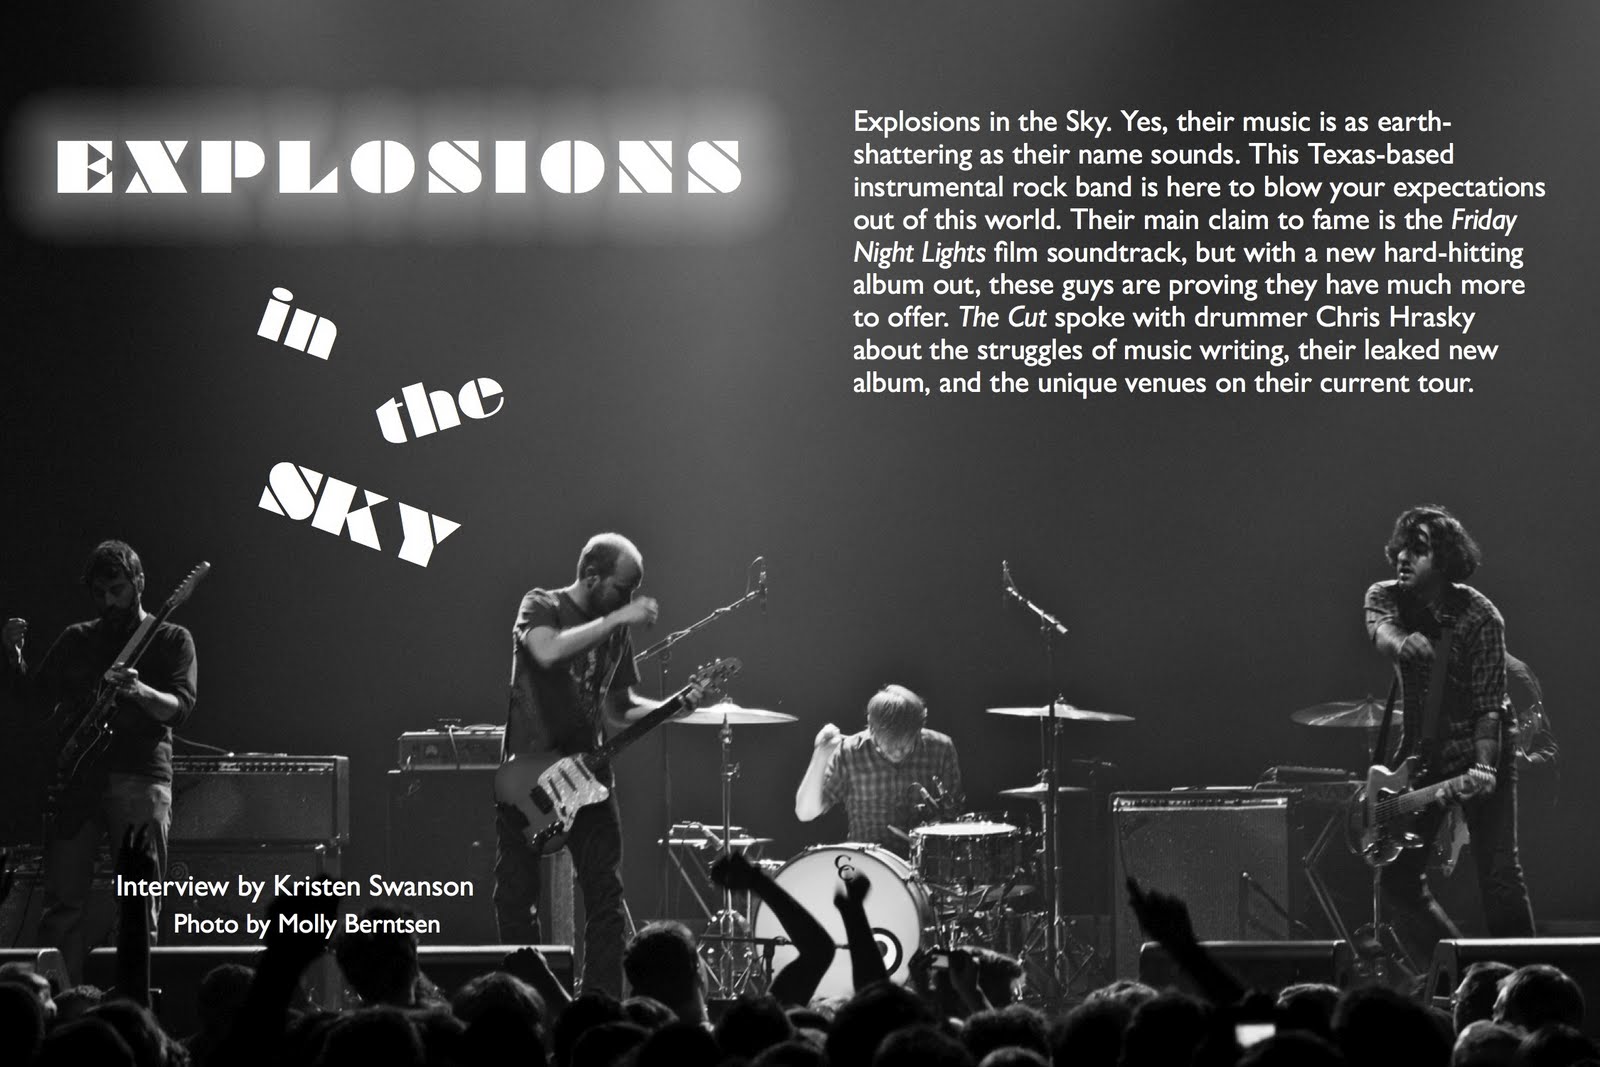 EXPLOSIONS
in
the
SKY
Explosions in the Sky. Yes, their music is as earth-
shattering as their name sounds. This Texas-based
instrumental rock band is here to blow your expectations
out of this world. Their main claim to fame is the Friday
Night Lights film soundtrack, but with a new hard-hitting
album out, these guys are proving they have much more
to offer. The Cut spoke with drummer Chris Hrasky
about the struggles of music writing, their leaked new
album, and the unique venues on their current tour.
Interview by Kristen Swanson
Photo by Molly Berntsen